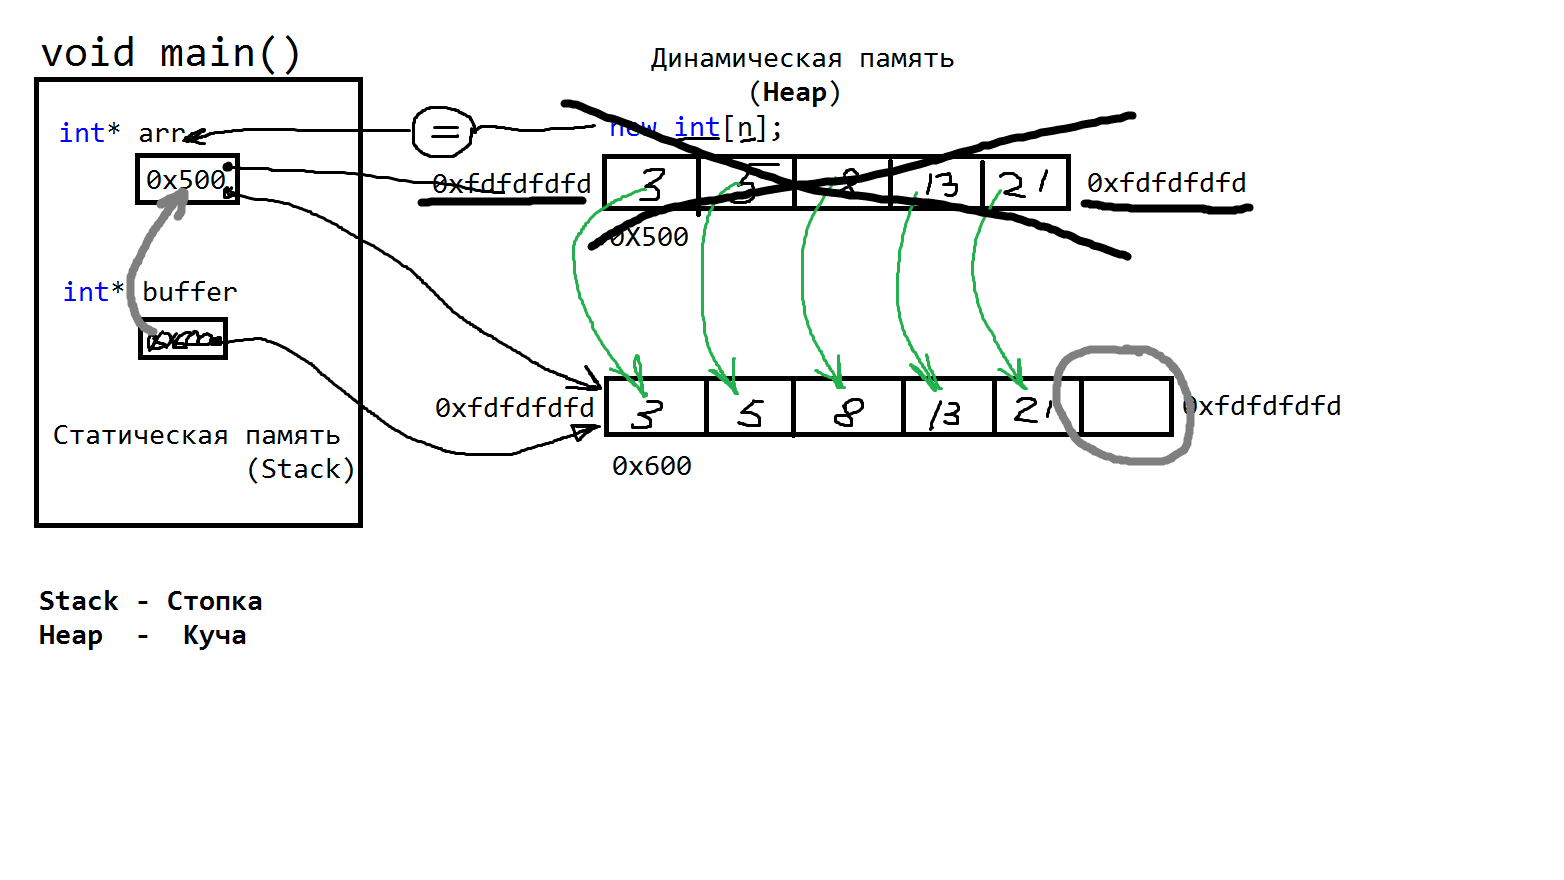 void main()
Динамическая память
(Heap)
int* arr
=
new int[n];
0x500
0xfdfdfdfd
3 5 8 13 21
0xfdfdfdfd
0X500
int* buffer
0xfdfdfdfd
3 5 8 13 21
0xfdfdfdfd
0x600
Статическая память
(Stack)
Stack - Стопка
Heap - Куча